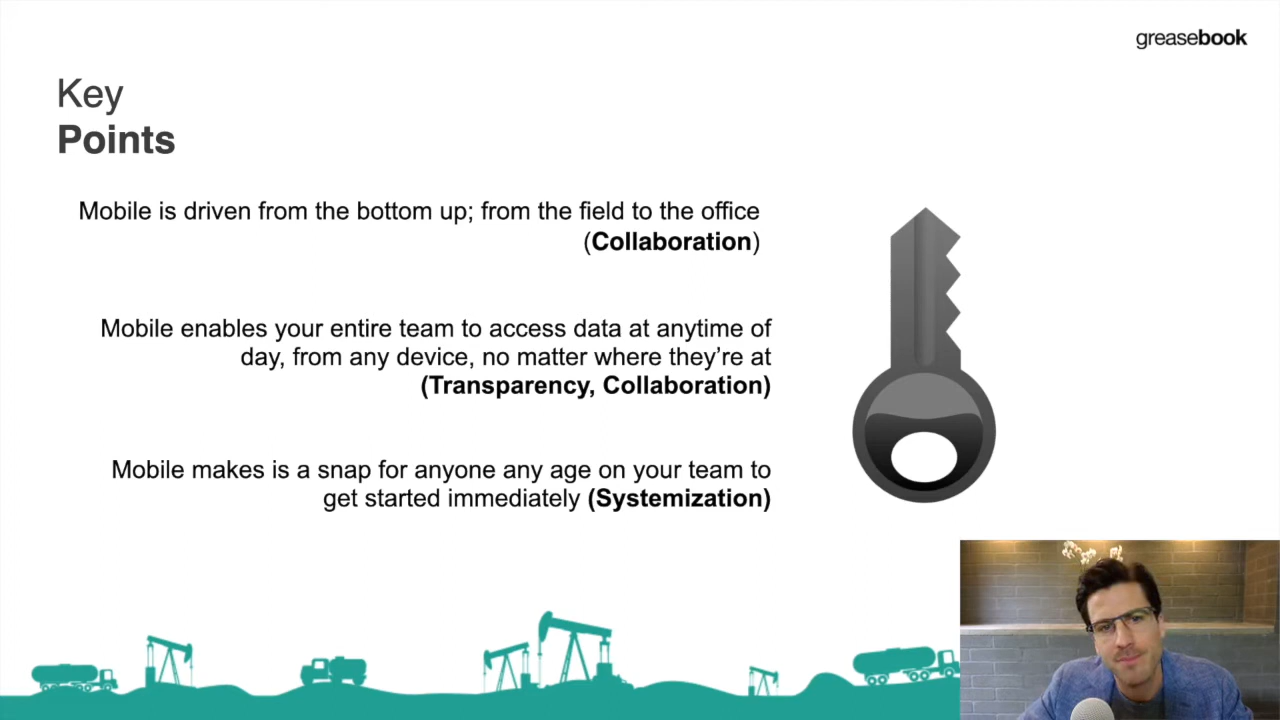 greasebook
Key
Points
Mobile is driven from the bottom up; from the field to the office
(Collaboration)
Mobile enables your entire team to access data at anytime of
day, from any device, no matter where they’re at
(Transparency, Collaboration)
Mobile makes is a snap for anyone any age on your team to
get started immediately (Systemization)